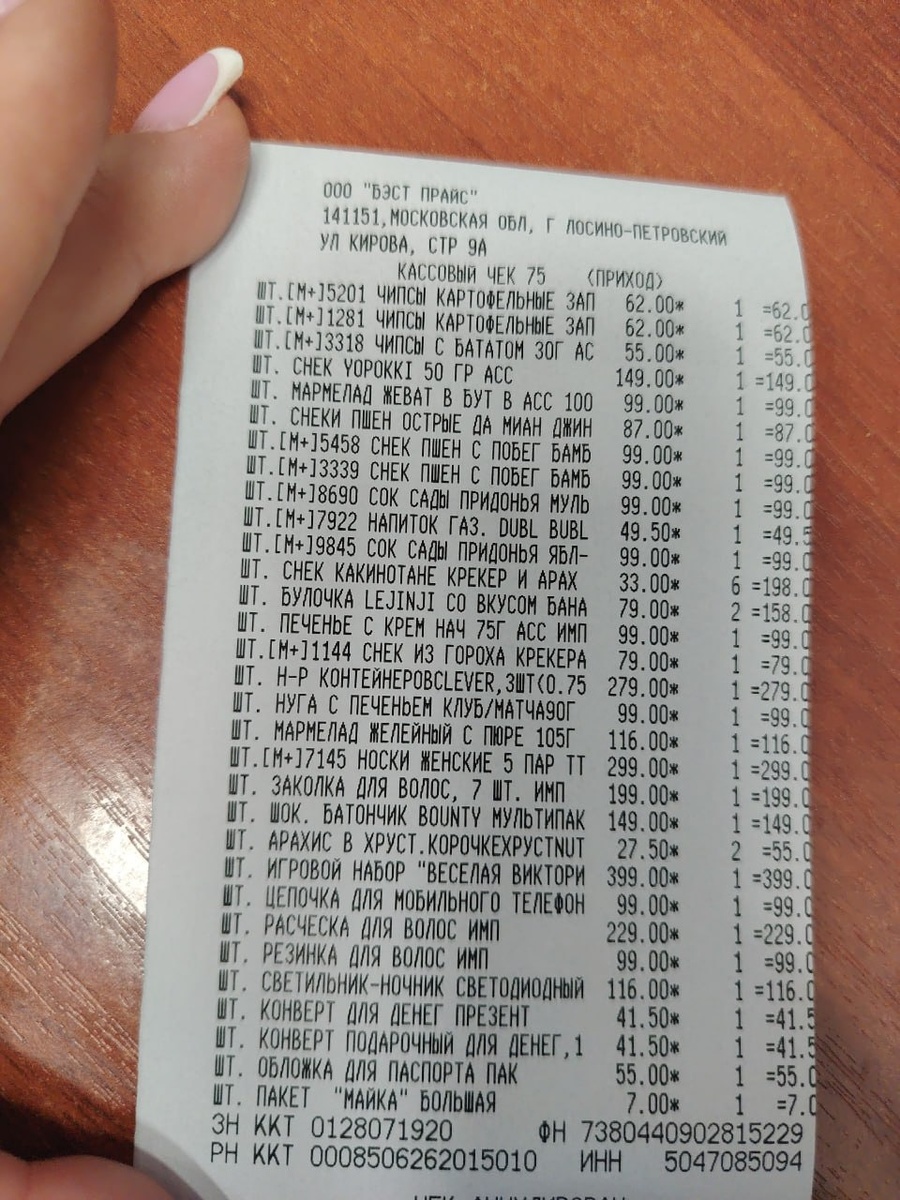 ООО "БЭСТ ПРАЙС"
141151,МОСКОВСКАЯ ОБЛ, Г ЛОСИНО-ПЕТРОВСКИЙ
УЛ КИРОВА, СТР 9А
КАССОВЫЙ ЧЕК 75 (ПРИХОД)
ШТ.[М+]5201 ЧИПСЫ КАРТОФЕЛЬНЫЕ ЗАП 62.00* 1 =62.0
ШТ.[М+]1281 ЧИПСЫ КАРТОФЕЛЬНЫЕ ЗАП 62.00* 1 =62.0
ШТ.[М+]3318 ЧИПСЫ С БАТАТОМ 30Г АС 55.00* 1 =55.0
ШТ. СНЕК YOPOKKI 50 ГР АСС 149.00* 1 =149.0
ШТ. МАРМЕЛАД ЖЕВАТ В БУТ В АСС 100 99.00* 1 =99.0
ШТ. СНЕКИ ПШЕН ОСТРЫЕ ДА МИАН ДЖИН 87.00* 1 =87.0
ШТ.[М+]5458 СНЕК ПШЕН С ПОБЕГ БАМБ 99.00* 1 =99.0
ШТ.[М+]3339 СНЕК ПШЕН С ПОБЕГ БАМБ 99.00* 1 =99.0
ШТ.[М+]8690 СОК САДЫ ПРИДОНЬЯ МУЛЬ 99.00* 1 =99.0
ШТ.[М+]7922 НАПИТОК ГАЗ. DUBL BUBL 49.50* 1 =49.5
ШТ.[М+]9845 СОК САДЫ ПРИДОНЬЯ ЯБЛ- 99.00* 1 =99.0
ШТ. СНЕК КАКИНОТАНЕ КРЕКЕР И АРАХ 33.00* 6 =198.0
ШТ. БУЛОЧКА LEJINJI СО ВКУСОМ БАНА 79.00* 2 =158.0
ШТ. ПЕЧЕНЬЕ С КРЕМ НАЧ 75Г АСС ИМП 99.00* 1 =99.0
ШТ.[М+]1144 СНЕК ИЗ ГОРОХА КРЕКЕРА 79.00* 1 =79.0
ШТ. Н-Р КОНТЕЙНЕРОВCLEVER,3ШТ(0.75 279.00* 1 =279.0
ШТ. НУГА С ПЕЧЕНЬЕМ КЛУБ/МАТЧА90Г 99.00* 1 =99.0
ШТ. МАРМЕЛАД ЖЕЛЕЙНЫЙ С ПЮРЕ 105Г 116.00* 1 =116.0
ШТ.[М+]7145 НОСКИ ЖЕНСКИЕ 5 ПАР ТТ 299.00* 1 =299.0
ШТ. ЗАКОЛКА ДЛЯ ВОЛОС, 7 ШТ. ИМП 199.00* 1 =199.0
ШТ. ШОК. БАТОНЧИК BOUNTY МУЛЬТИПАК 149.00* 1 =149.0
ШТ. АРАХИС В ХРУСТ.КОРОЧКЕХРУСТNUT 27.50* 2 =55.0
ШТ. ИГРОВОЙ НАБОР "ВЕСЕЛАЯ ВИКТОРИ 399.00* 1 =399.0
ШТ. ЦЕПОЧКА ДЛЯ МОБИЛЬНОГО ТЕЛЕФОН 99.00* 1 =99.0
ШТ. РАСЧЕСКА ДЛЯ ВОЛОС ИМП 229.00* 1 =229.0
ШТ. РЕЗИНКА ДЛЯ ВОЛОС ИМП 99.00* 1 =99.0
ШТ. СВЕТИЛЬНИК-НОЧНИК СВЕТОДИОДНЫЙ 116.00* 1 =116.0
ШТ. КОНВЕРТ ДЛЯ ДЕНЕГ ПРЕЗЕНТ 41.50* 1 =41.5
ШТ. КОНВЕРТ ПОДАРОЧНЫЙ ДЛЯ ДЕНЕГ,1 41.50* 1 =41.5
ШТ. ОБЛОЖКА ДЛЯ ПАСПОРТА ПАК 55.00* 1 =55.0
ШТ. ПАКЕТ "МАЙКА" БОЛЬШАЯ 7.00* 1 =7.0
ЗН ККТ 0128071920 ФН 7380440902815229
РН ККТ 0008506262015010 ИНН 5047085094